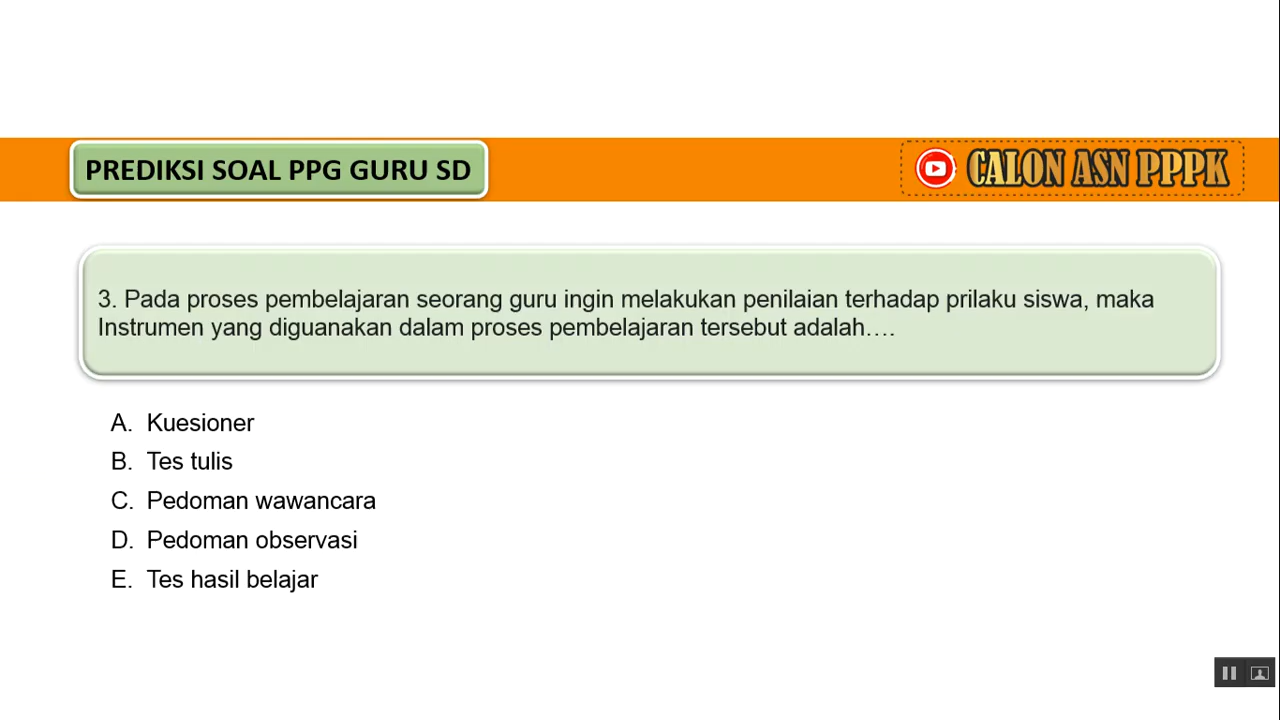 PREDIKSI SOAL PPG GURU SD
CALON ASN PPPK
3. Pada proses pembelajaran seorang guru ingin melakukan penilaian terhadap prilaku siswa, maka
Instrumen yang diguanakan dalam proses pembelajaran tersebut adalah….
A. Kuesioner
B. Tes tulis
C. Pedoman wawancara
D. Pedoman observasi
E. Tes hasil belajar